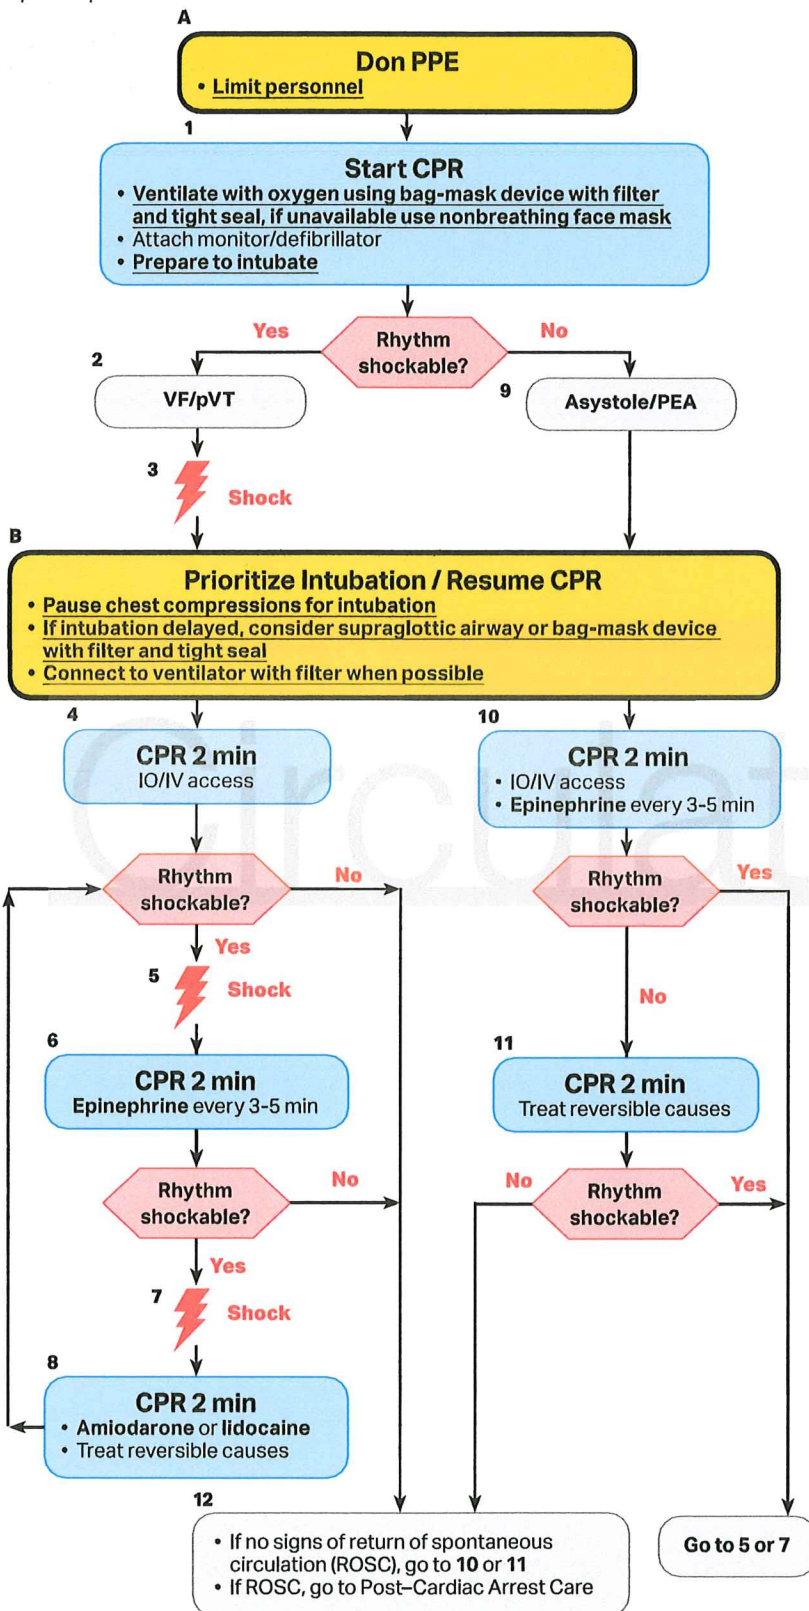 A
Don PPE
• Limit personnel
1
Start CPR
• Ventilate with oxygen using bag-mask device with filter
and tight seal, if unavailable use nonbreathing face mask
• Attach monitor/defibrillator
• Prepare to intubate
Rhythm
shockable?
Yes
No
2
VF/pVT
9
Asystole/PEA
3
Shock
B
Prioritize Intubation / Resume CPR
• Pause chest compressions for intubation
• If intubation delayed, consider supraglottic airway or bag-mask device
with filter and tight seal
• Connect to ventilator with filter when possible
4
CPR 2 min
IO/IV access
10
CPR 2 min
• IO/IV access
• Epinephrine every 3-5 min
Circulat
Rhythm
shockable?
No
Yes
Rhythm
shockable?
Yes
No
5
Shock
6
CPR 2 min
Epinephrine every 3-5 min
11
CPR 2 min
Treat reversible causes
Rhythm
shockable?
No
Yes
No
Rhythm
shockable?
Yes
7
Shock
8
CPR 2 min
• Amiodarone or lidocaine
• Treat reversible causes
12
• If no signs of return of spontaneous
circulation (ROSC), go to 10 or 11
• If ROSC, go to Post–Cardiac Arrest Care
Go to 5 or 7